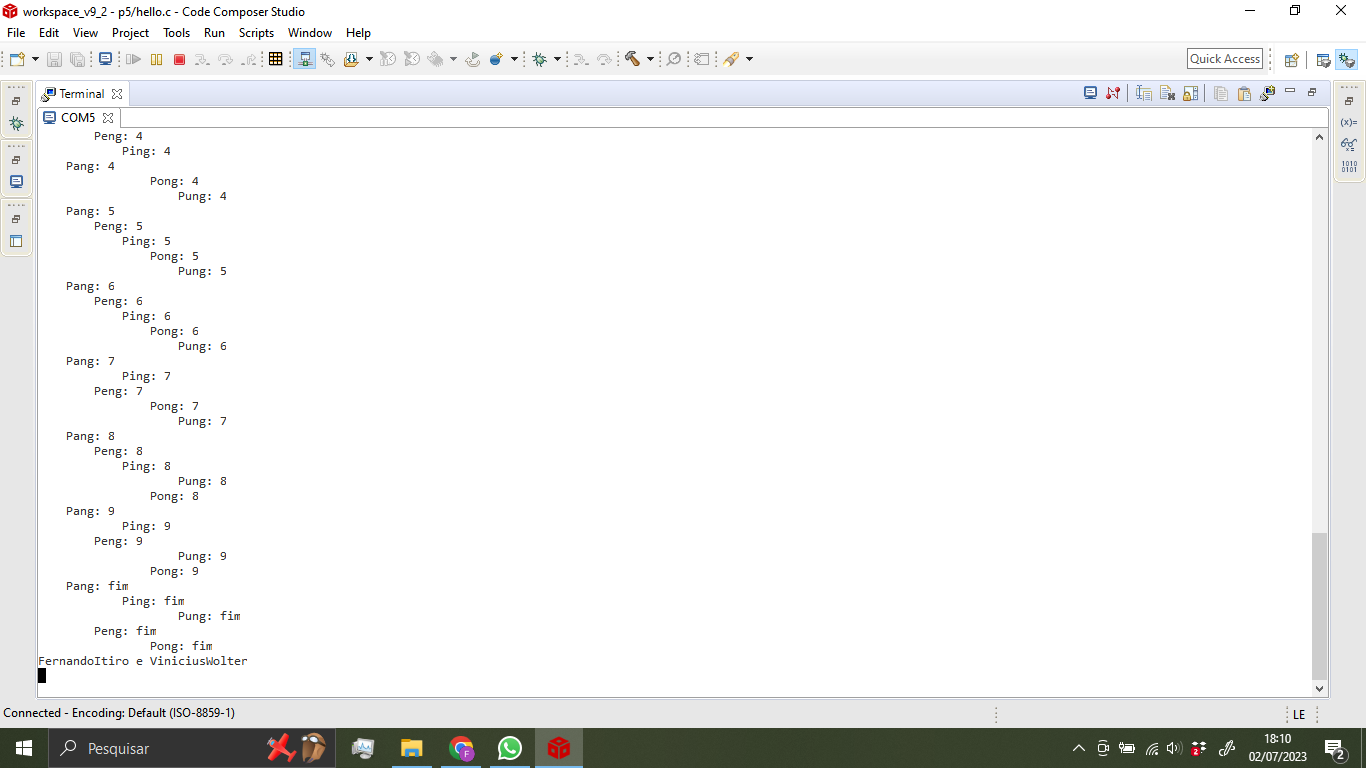 workspace_v9_2 - p5/hello.c - Code Composer Studio
File Edit View Project Tools Run Scripts Window Help
Quick Access
Terminal
COM5
Peng: 4
Ping: 4
Pang: 4
Pong: 4
Pung: 4
Pang: 5
Peng: 5
Ping: 5
Pong: 5
Pung: 5
Pang: 6
Peng: 6
Ping: 6
Pong: 6
Pung: 6
Pang: 7
Ping: 7
Peng: 7
Pong: 7
Pung: 7
Pang: 8
Peng: 8
Ping: 8
Pung: 8
Pong: 8
Pang: 9
Ping: 9
Peng: 9
Pung: 9
Pong: 9
Pang: fim
Ping: fim
Pung: fim
Peng: fim
Pong: fim
FernandoItiro e ViniciusWolter
(x)=
1010
0101
Connected - Encoding: Default (ISO-8859-1)
LE
Pesquisar
F
2
18:10
02/07/2023
2